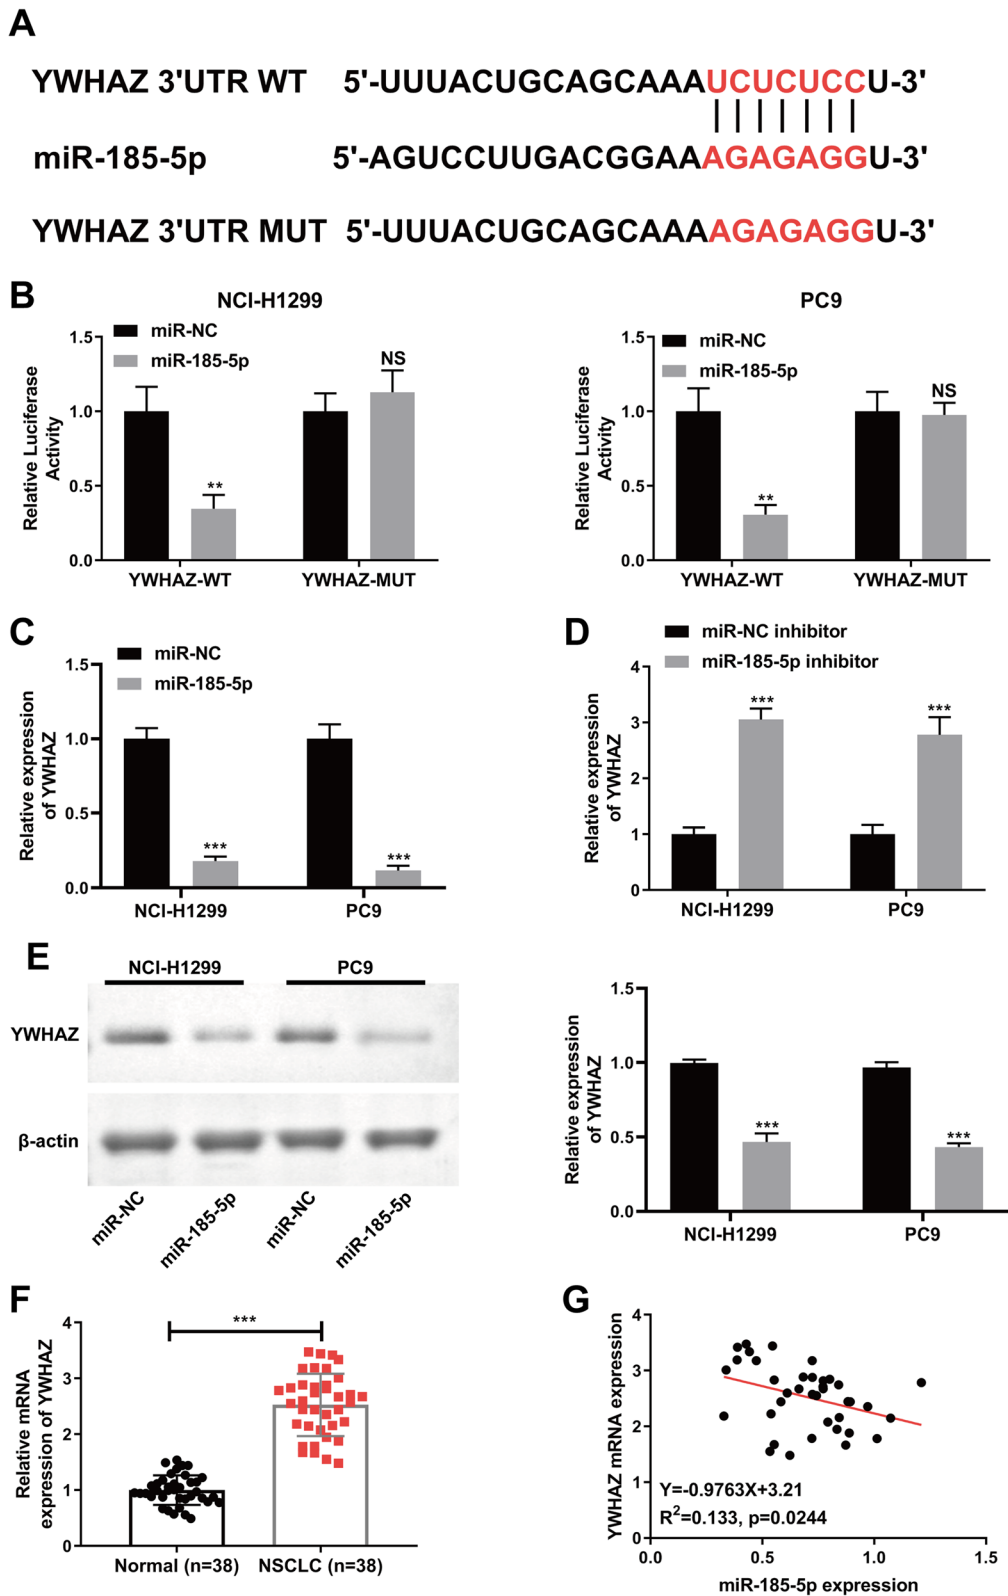 A
YWHAZ 3'UTR WT 5'-UUUACUGCAGCAAAUCUCUCCU-3'
miR-185-5p 5'-AGUCCUUGACGGAAAGAGAGGU-3'
YWHAZ 3'UTR MUT 5'-UUUACUGCAGCAAAAGAGAGGU-3'
B
NCI-H1299
miR-NC
miR-185-5p
Relative Luciferase
Activity
1.5
1.0
0.5
0.0
**
NS
YWHAZ-WT
YWHAZ-MUT
PC9
miR-NC
miR-185-5p
Relative Luciferase
Activity
1.5
1.0
0.5
0.0
**
NS
YWHAZ-WT
YWHAZ-MUT
C
miR-NC
miR-185-5p
Relative expression
of YWHAZ
1.5
1.0
0.5
0.0
***
***
NCI-H1299
PC9
D
miR-NC inhibitor
miR-185-5p inhibitor
Relative expression
of YWHAZ
4
3
2
1
0
***
***
NCI-H1299
PC9
E
NCI-H1299
PC9
YWHAZ
β-actin
miR-NC
miR-185-5p
miR-NC
miR-185-5p
Relative expression
of YWHAZ
1.5
1.0
0.5
0.0
***
***
NCI-H1299
PC9
F
Relative mRNA
expression of YWHAZ
4
3
2
1
0
***
Normal (n=38)
NSCLC (n=38)
G
YWHAZ mRNA expression
4
3
2
1
0
Y=-0.9763X+3.21
R2=0.133, p=0.0244
0.0
0.5
1.0
1.5
miR-185-5p expression